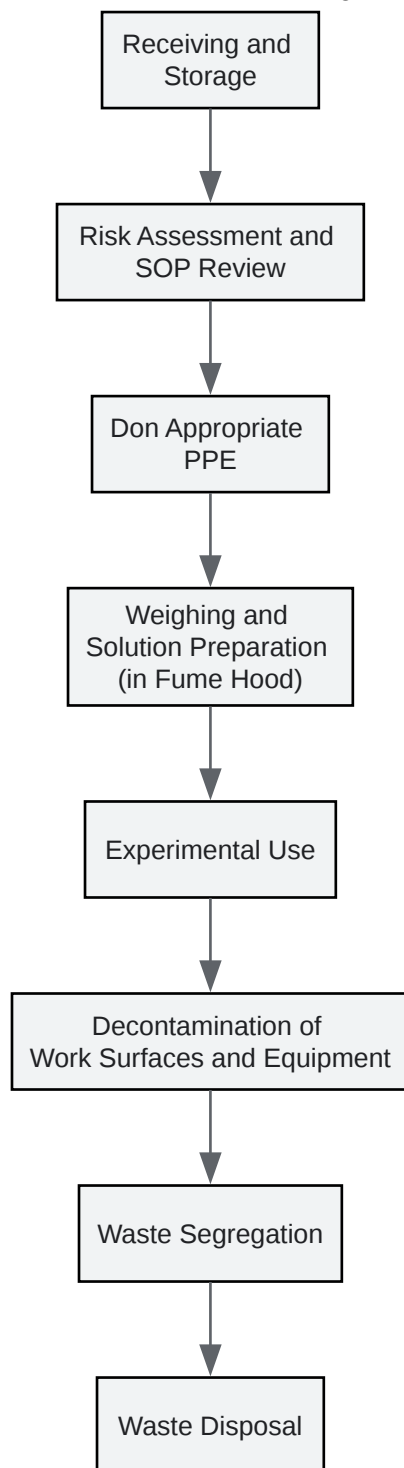 Receiving and
Storage
Risk Assessment and
SOP Review
Don Appropriate
PPE
Weighing and
Solution Preparation
(in Fume Hood)
Experimental Use
Decontamination of
Work Surfaces and Equipment
Waste Segregation
Waste Disposal